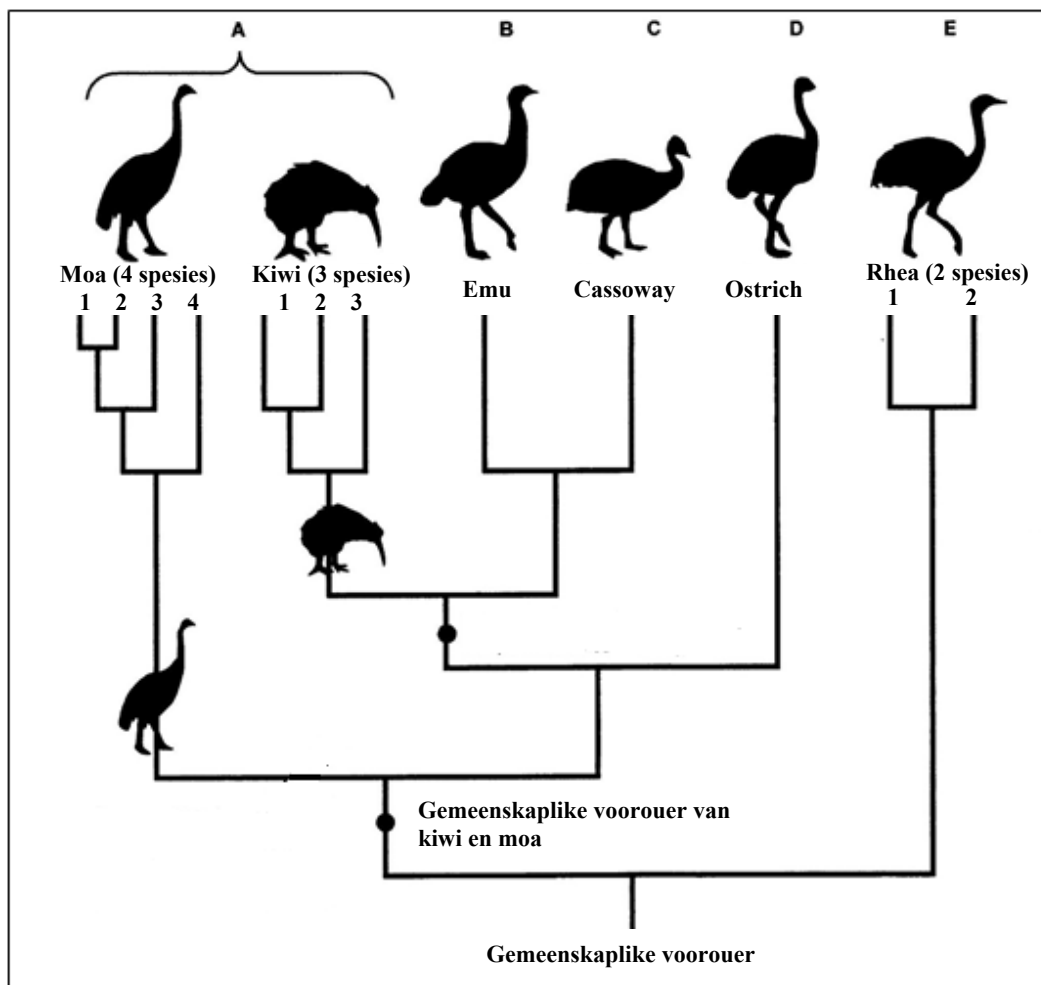 A B C D E
Moa (4 spesies) Kiwi (3 spesies) Emu Cassoway Ostrich Rhea (2 spesies)
1 2 3 4 1 2 3 1 2
Gemeenskaplike voorouer van
kiwi en moa
Gemeenskaplike voorouer